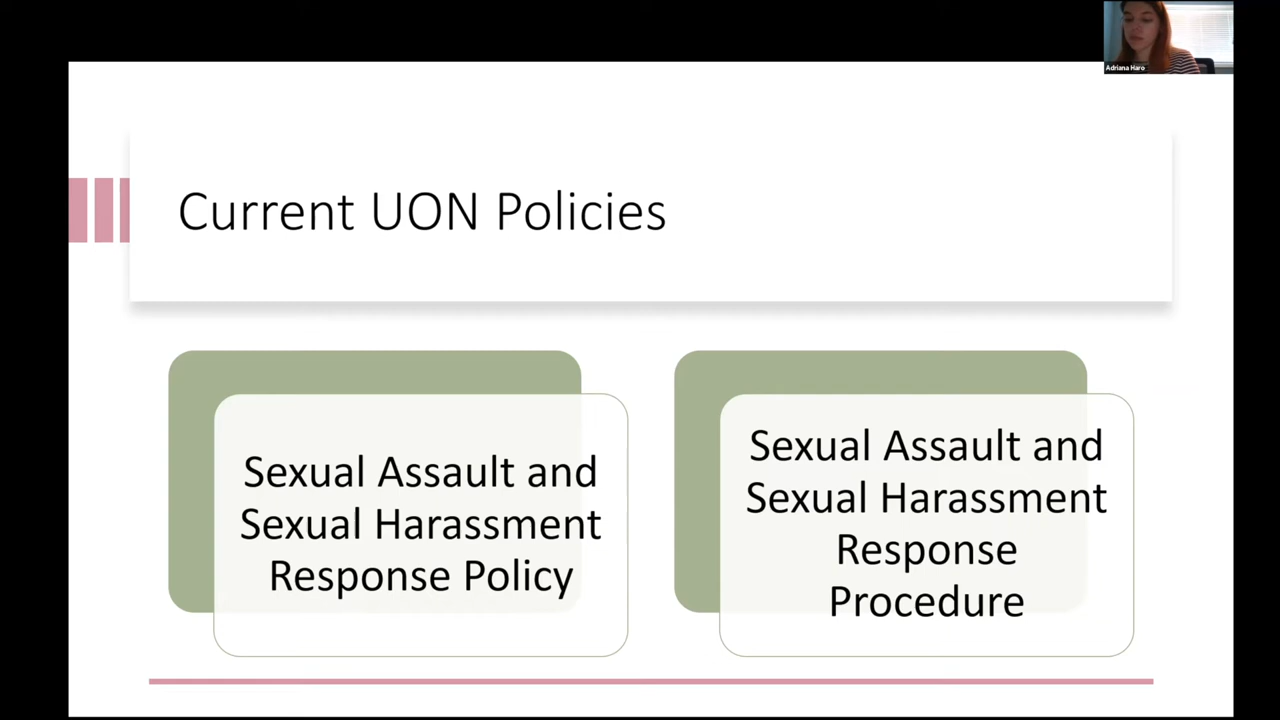 Adriana Haro
Current UON Policies
Sexual Assault and
Sexual Harassment
Response Policy
Sexual Assault and
Sexual Harassment
Response
Procedure